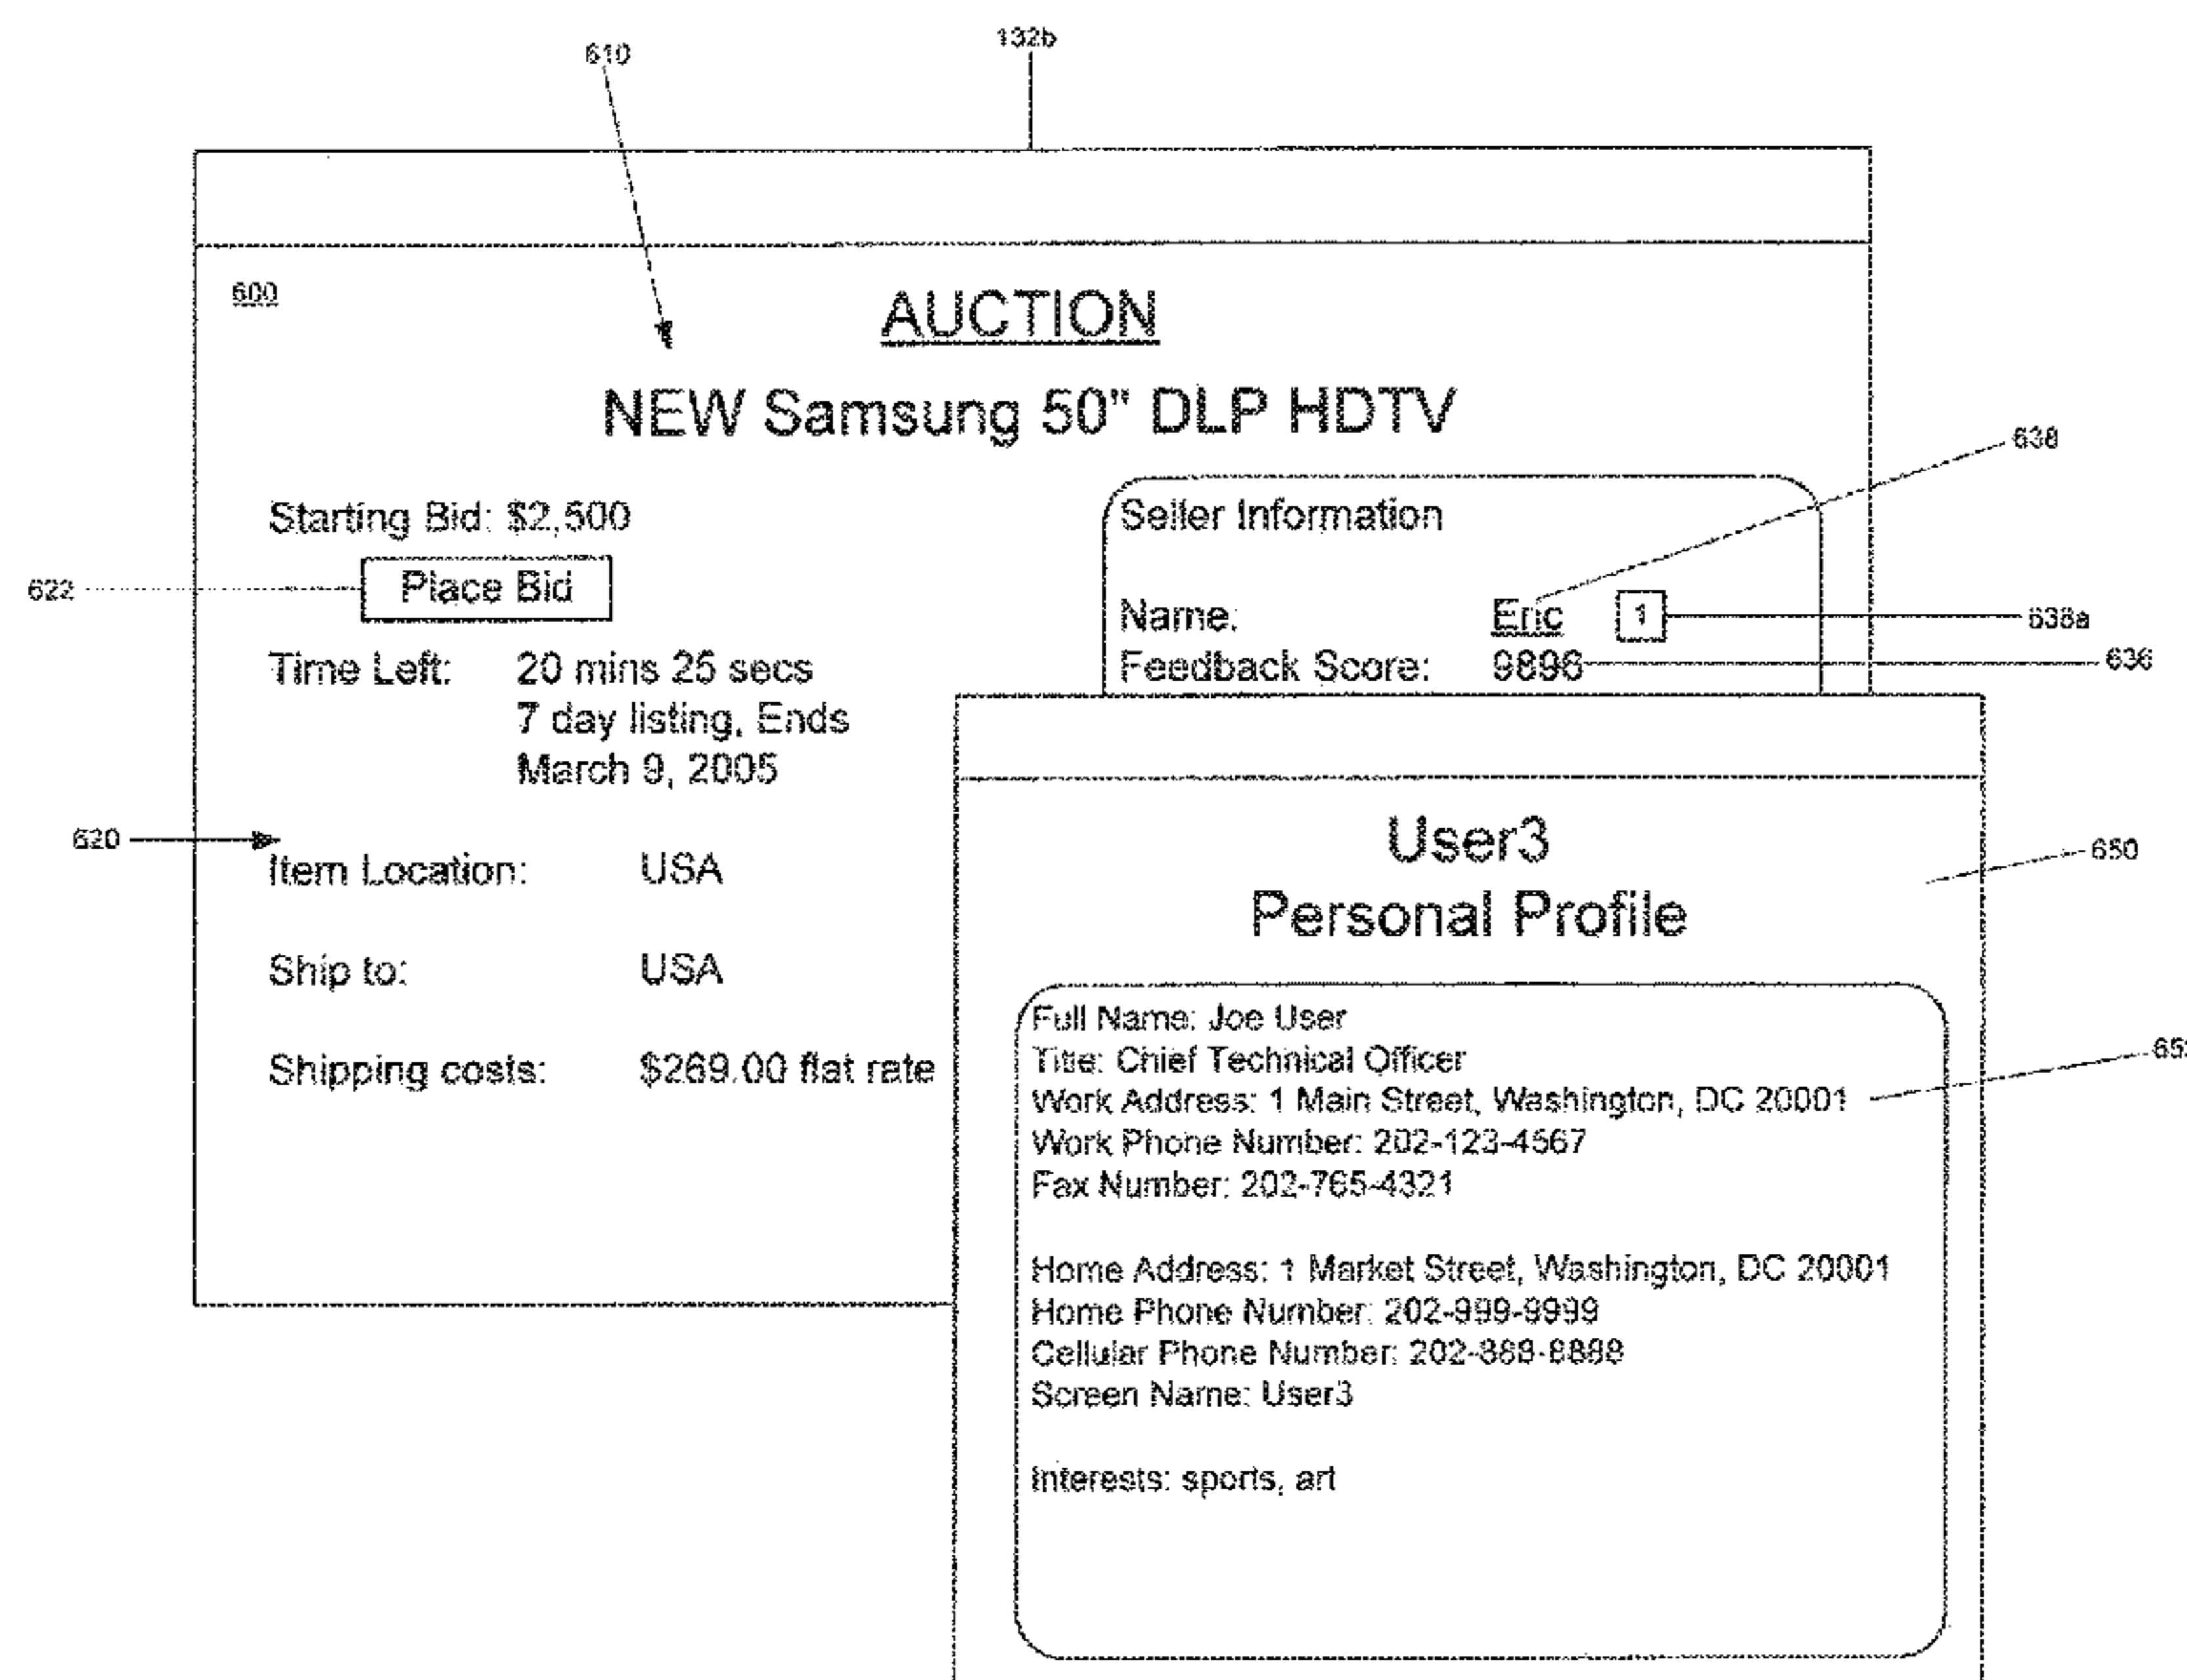 610
132b
600
AUCTION
NEW Samsung 50" DLP HDTV
638
Starting Bid: $2,500
Seller Information
622
Place Bid
Name: Eric 1
638a
Time Left: 20 mins 25 secs
Feedback Score: 9896
636
7 day listing, Ends
March 9, 2005
620
Item Location: USA
User3
650
Personal Profile
Ship to: USA
Full Name: Joe User
Title: Chief Technical Officer
Shipping costs: $269.00 flat rate
Work Address: 1 Main Street, Washington, DC 20001
Work Phone Number: 202-123-4567
Fax Number: 202-765-4321
Home Address: 1 Market Street, Washington, DC 20001
Home Phone Number: 202-999-9999
Cellular Phone Number: 202-888-8888
Screen Name: User3
Interests: sports, art